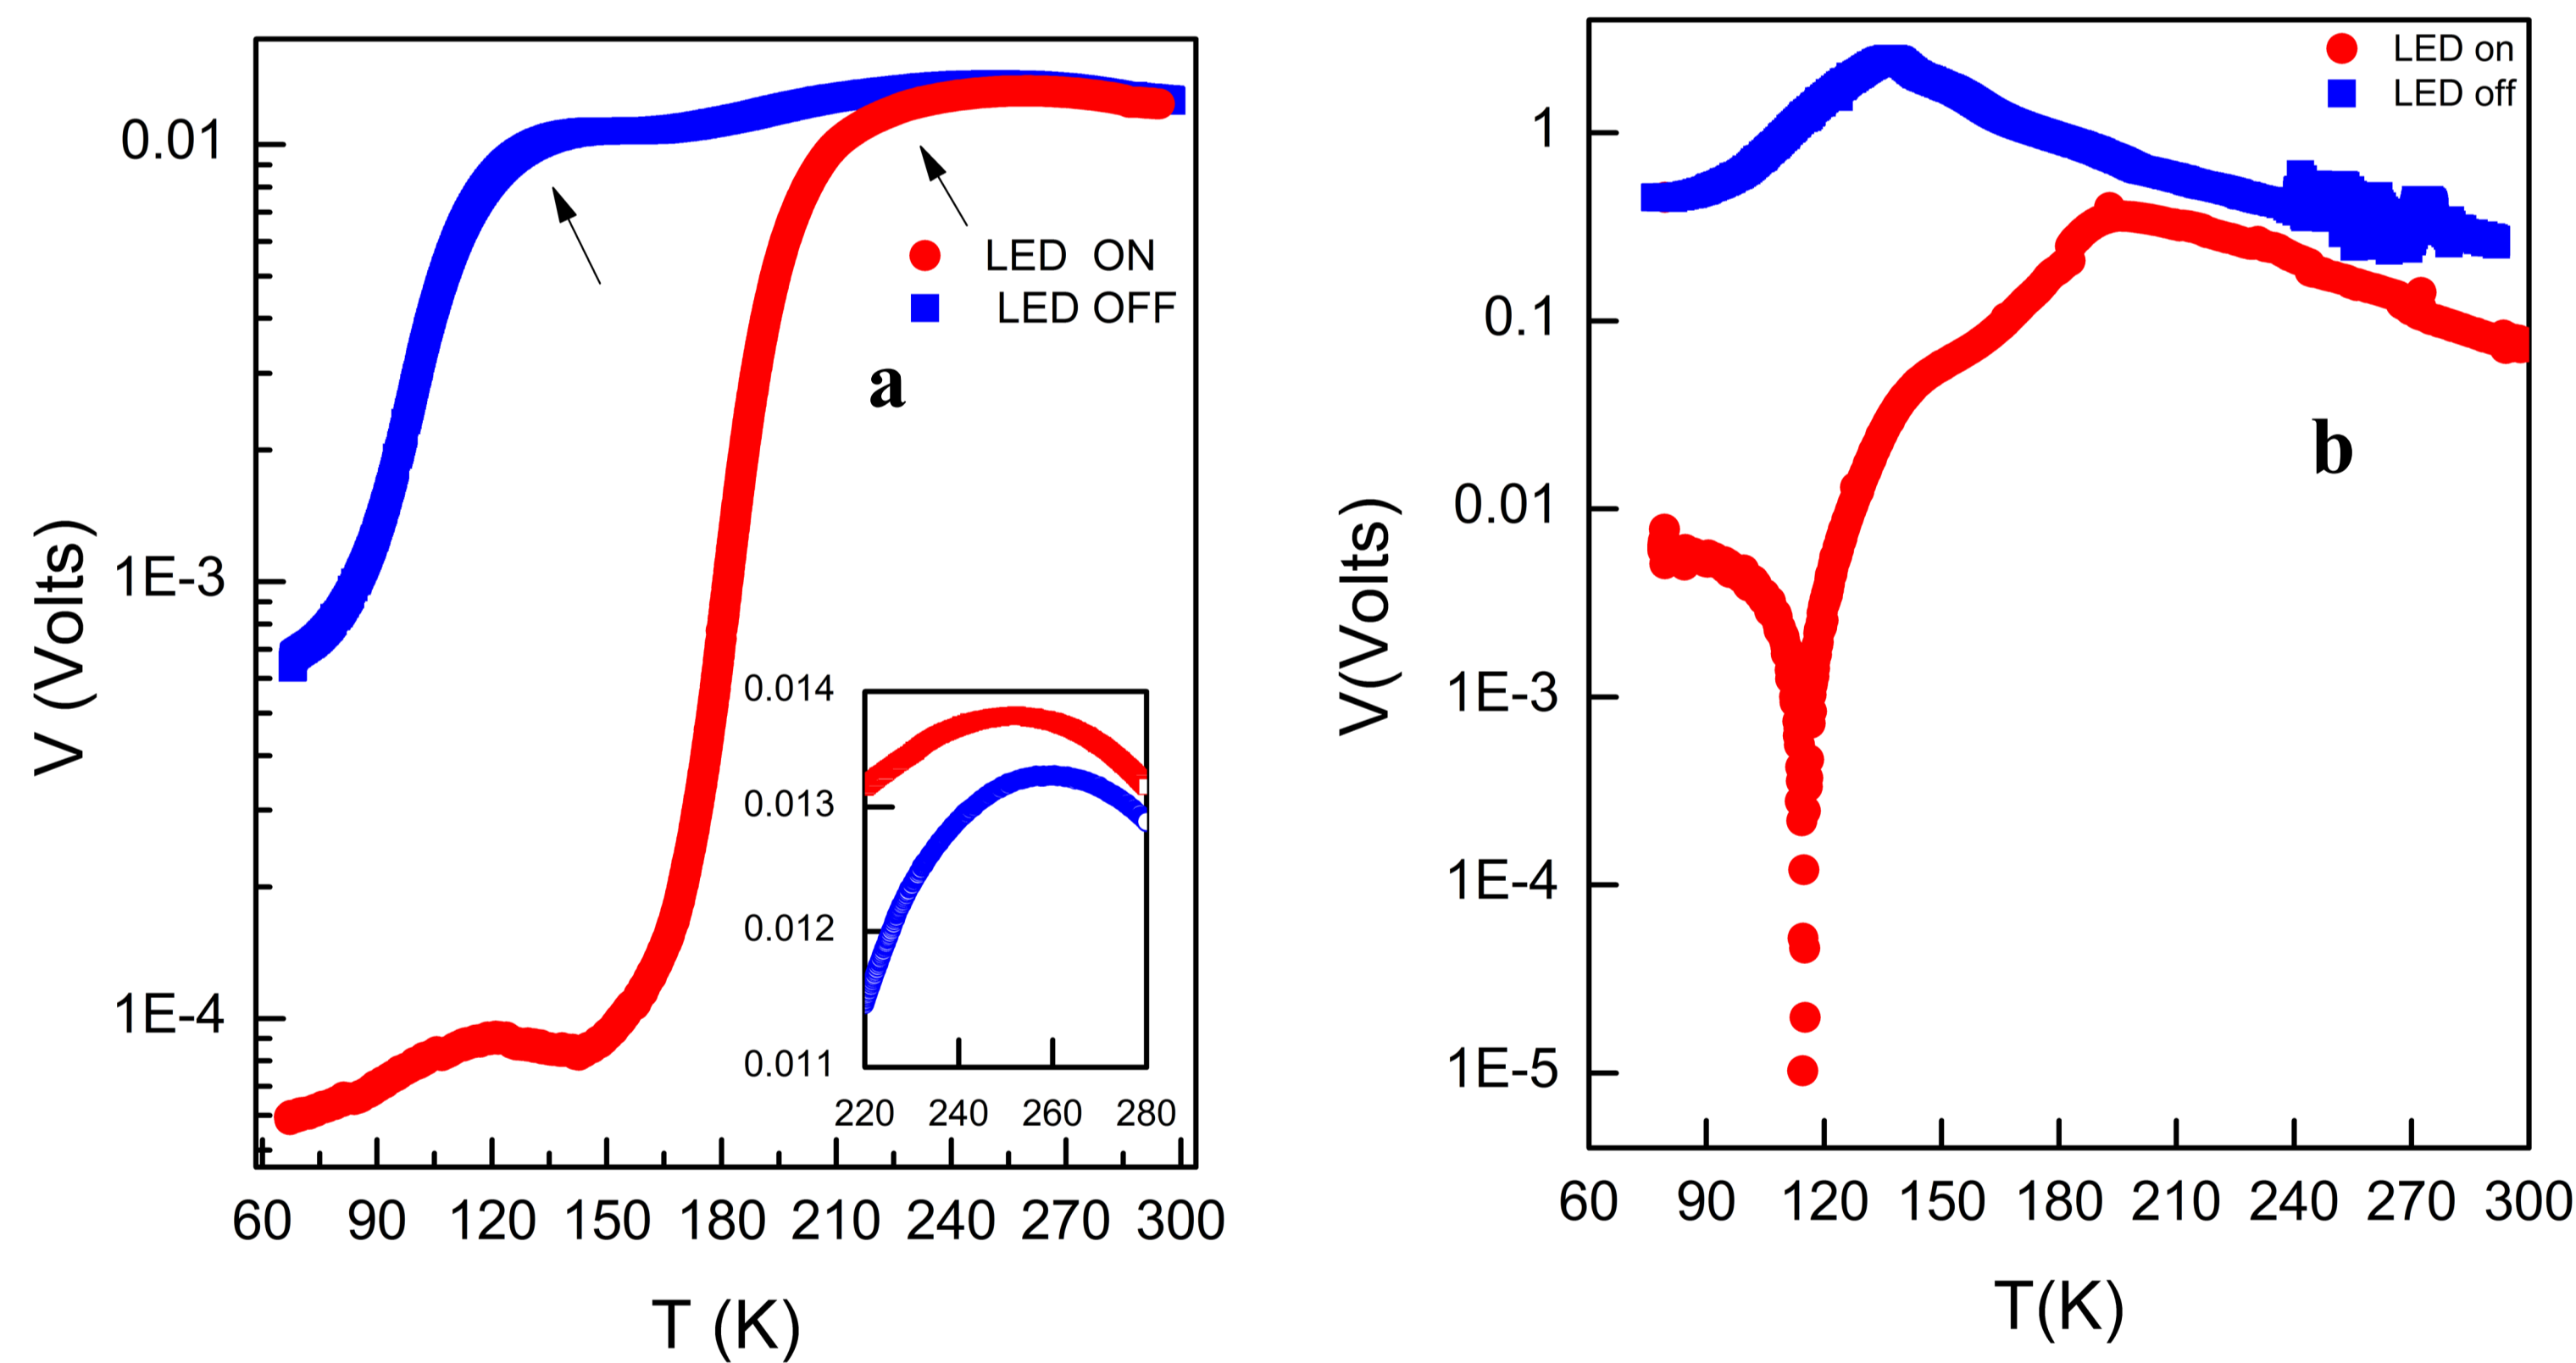 0.01
1E-3
1E-4
V (Volts)
60 90 120 150 180 210 240 270 300
T (K)
LED ON
LED OFF
a
0.014
0.013
0.012
0.011
220 240 260 280
LED on
LED off
1
0.1
0.01
1E-3
1E-4
1E-5
V(Volts)
b
60 90 120 150 180 210 240 270 300
T(K)